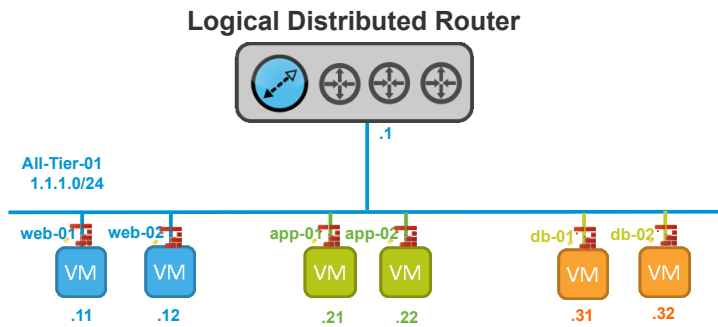 Logical Distributed Router
.1
All-Tier-01
1.1.1.0/24
web-01 web-02 app-01 app-02 db-01 db-02
VM VM VM VM VM VM
.11 .12 .21 .22 .31 .32